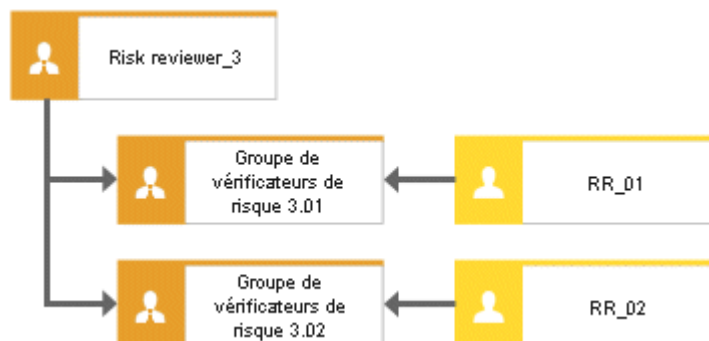 Risk reviewer_3
Groupe de
vérificateurs de
risque 3.01
RR_01
Groupe de
vérificateurs de
risque 3.02
RR_02